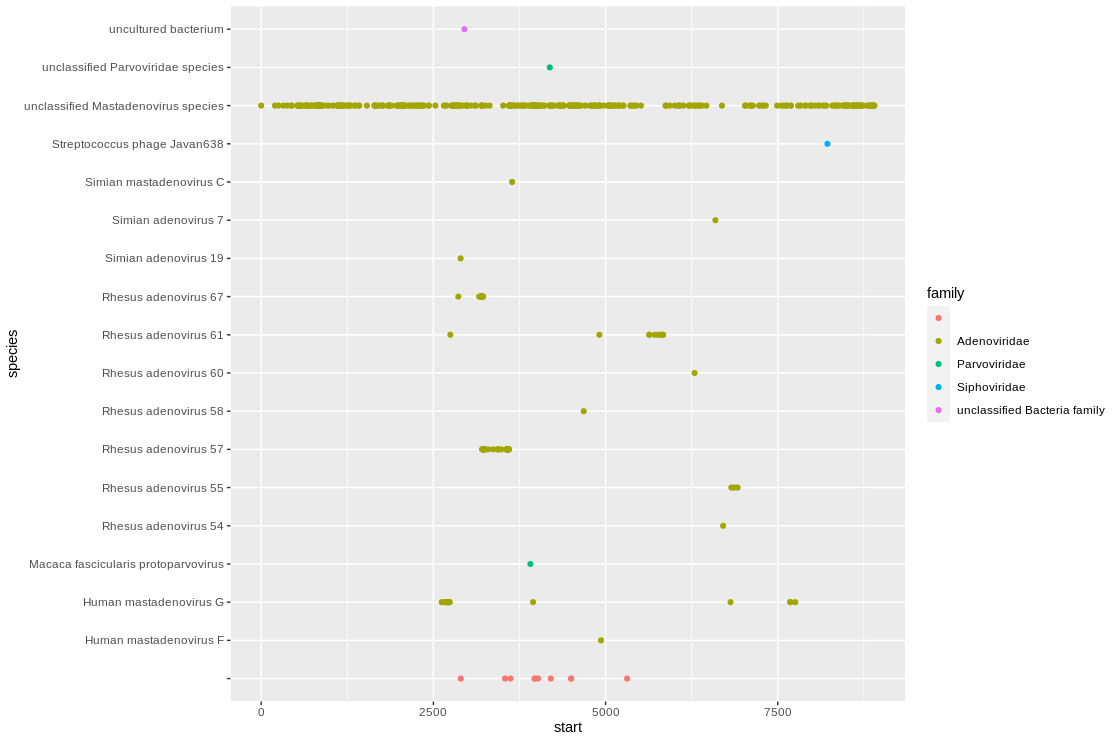 uncultured bacterium
unclassified Parvoviridae species
unclassified Mastadenovirus species
Streptococcus phage Javan638
Simian mastadenovirus C
Simian adenovirus 7
Simian adenovirus 19
Rhesus adenovirus 67
Rhesus adenovirus 61
Rhesus adenovirus 60
Rhesus adenovirus 58
Rhesus adenovirus 57
Rhesus adenovirus 55
Rhesus adenovirus 54
Macaca fascicularis protoparvovirus
Human mastadenovirus G
Human mastadenovirus F
species
0 2500 5000 7500
start
family
Adenoviridae
Parvoviridae
Siphoviridae
unclassified Bacteria family